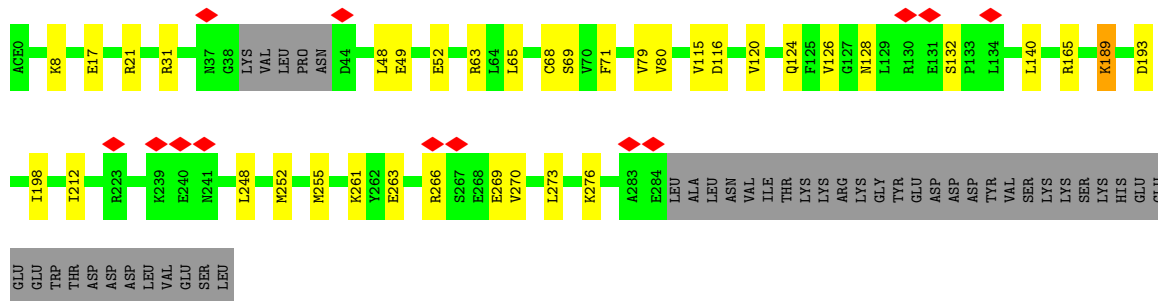 ACE0 K8 E17 R21 R31 N37 G38 LYS VAL LEU PRO ASN D44 L48 E49 E52 R63 L64 L65 C68 S69 V70 F71 V79 V80 V115 D116 V120 Q124 F125 V126 G127 N128 L129 R130 E131 S132 P133 L134 L140 R165 K189 D193
I198 I212 R223 K239 E240 N241 L248 M252 M255 K261 Y262 E263 R266 S267 E268 E269 V270 L273 K276 A283 E284 LEU ALA LEU ASN VAL ILE THR LYS LYS ARG LYS GLY TYR GLU ASP ASP ASP TYR VAL SER LYS LYS SER LYS HIS GLU GLU
GLU GLU TRP THR ASP ASP ASP LEU VAL GLU SER LEU